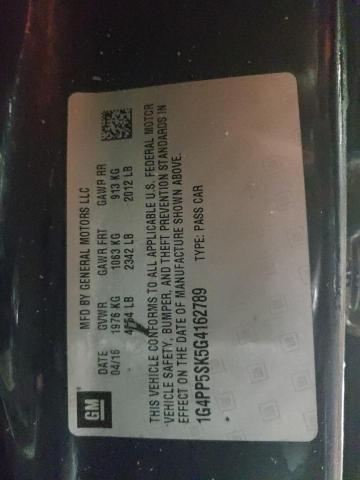 GM
MFD BY GENERAL MOTORS LLC
DATE GVWR GAWR FRT GAWR RR
04/16 1976 KG 1063 KG 913 KG
LB 2342 LB 2012 LB
THIS VEHICLE CONFORMS TO ALL APPLICABLE U.S. FEDERAL MOTOR
VEHICLE SAFETY, BUMPER, AND THEFT PREVENTION STANDARDS IN
EFFECT ON THE DATE OF MANUFACTURE SHOWN ABOVE.
1G4PP5SK5G4162789 TYPE: PASS CAR